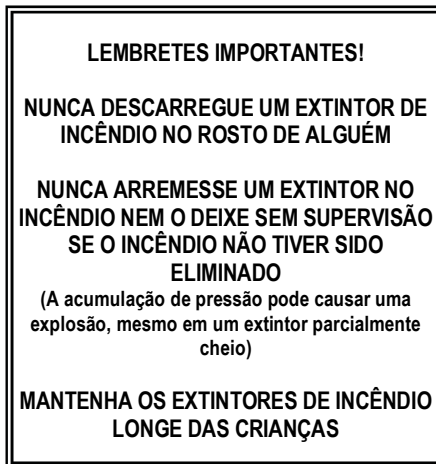 LEMBRETES IMPORTANTES!
NUNCA DESCARREGUE UM EXTINTOR DE
INCÊNDIO NO ROSTO DE ALGUÉM
NUNCA ARREMESSE UM EXTINTOR NO
INCÊNDIO NEM O DEIXE SEM SUPERVISÃO
SE O INCÊNDIO NÃO TIVER SIDO
ELIMINADO
(A acumulação de pressão pode causar uma
explosão, mesmo em um extintor parcialmente
cheio)
MANTENHA OS EXTINTORES DE INCÊNDIO
LONGE DAS CRIANÇAS